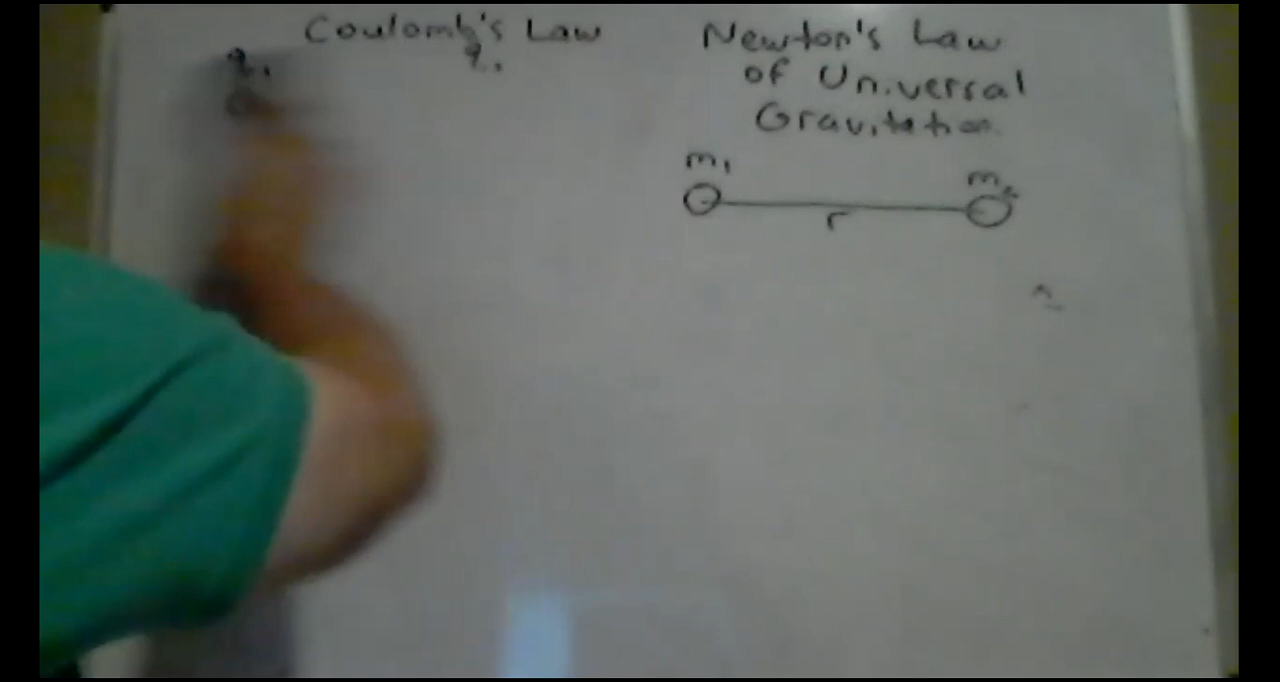 Coulomb's Law
q₁
q₂
Newton's Law
of Universal
Gravitation
m₁
m₂
r